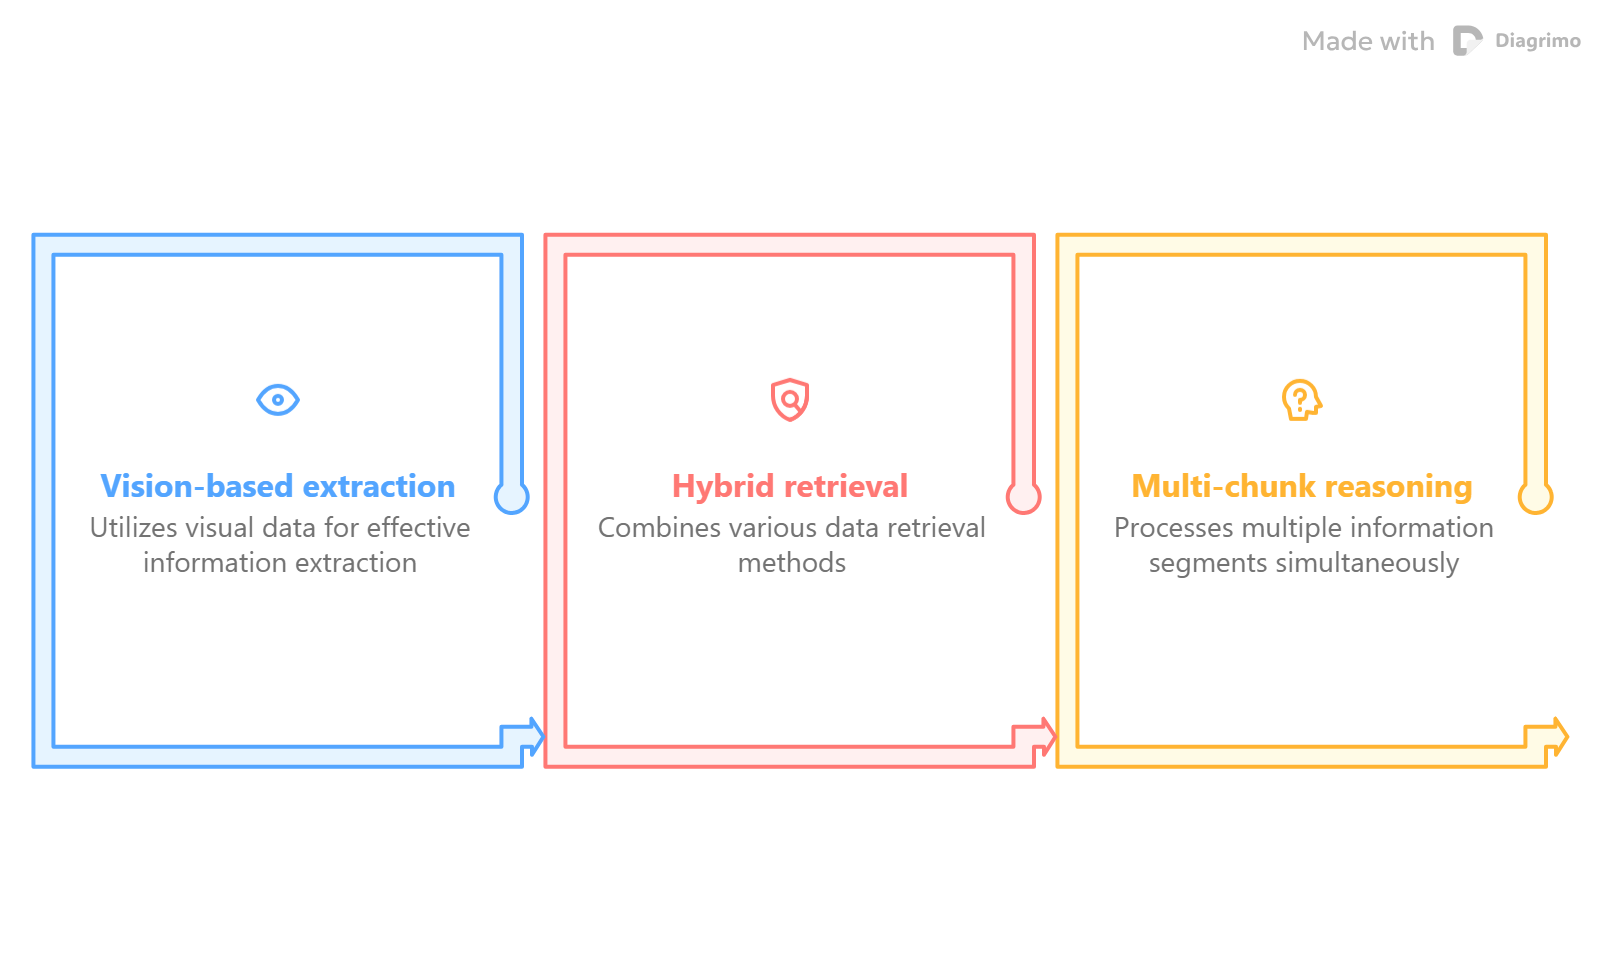 Made with Diagrimo
Vision-based extraction
Utilizes visual data for effective
information extraction
Hybrid retrieval
Combines various data retrieval
methods
Multi-chunk reasoning
Processes multiple information
segments simultaneously